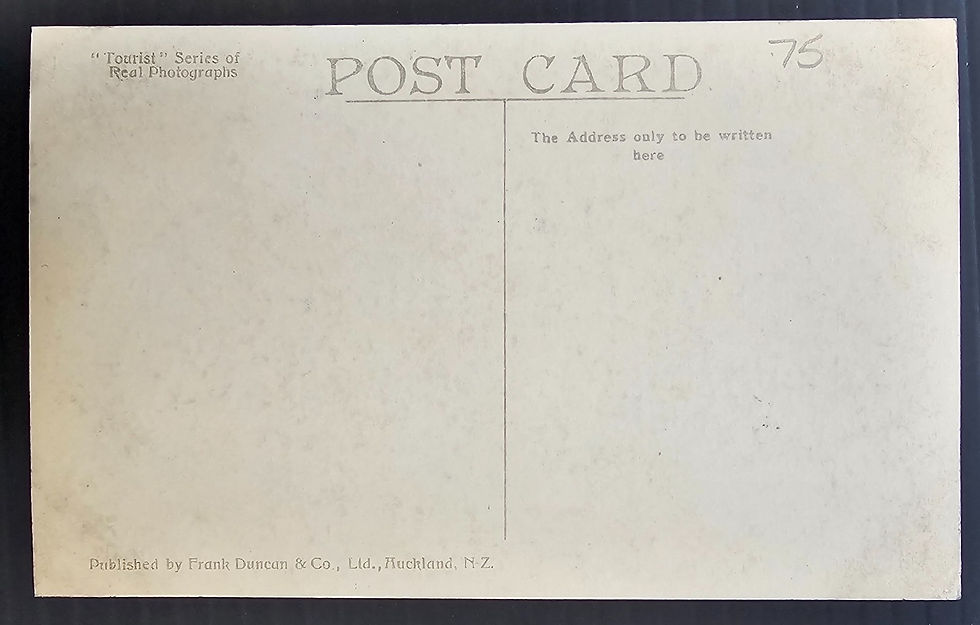 "Tourist" Series of
Real Photographs
POST CARD
75
The Address only to be written
here
Published by Frank Duncan & Co., Ltd., Auckland, N.Z.